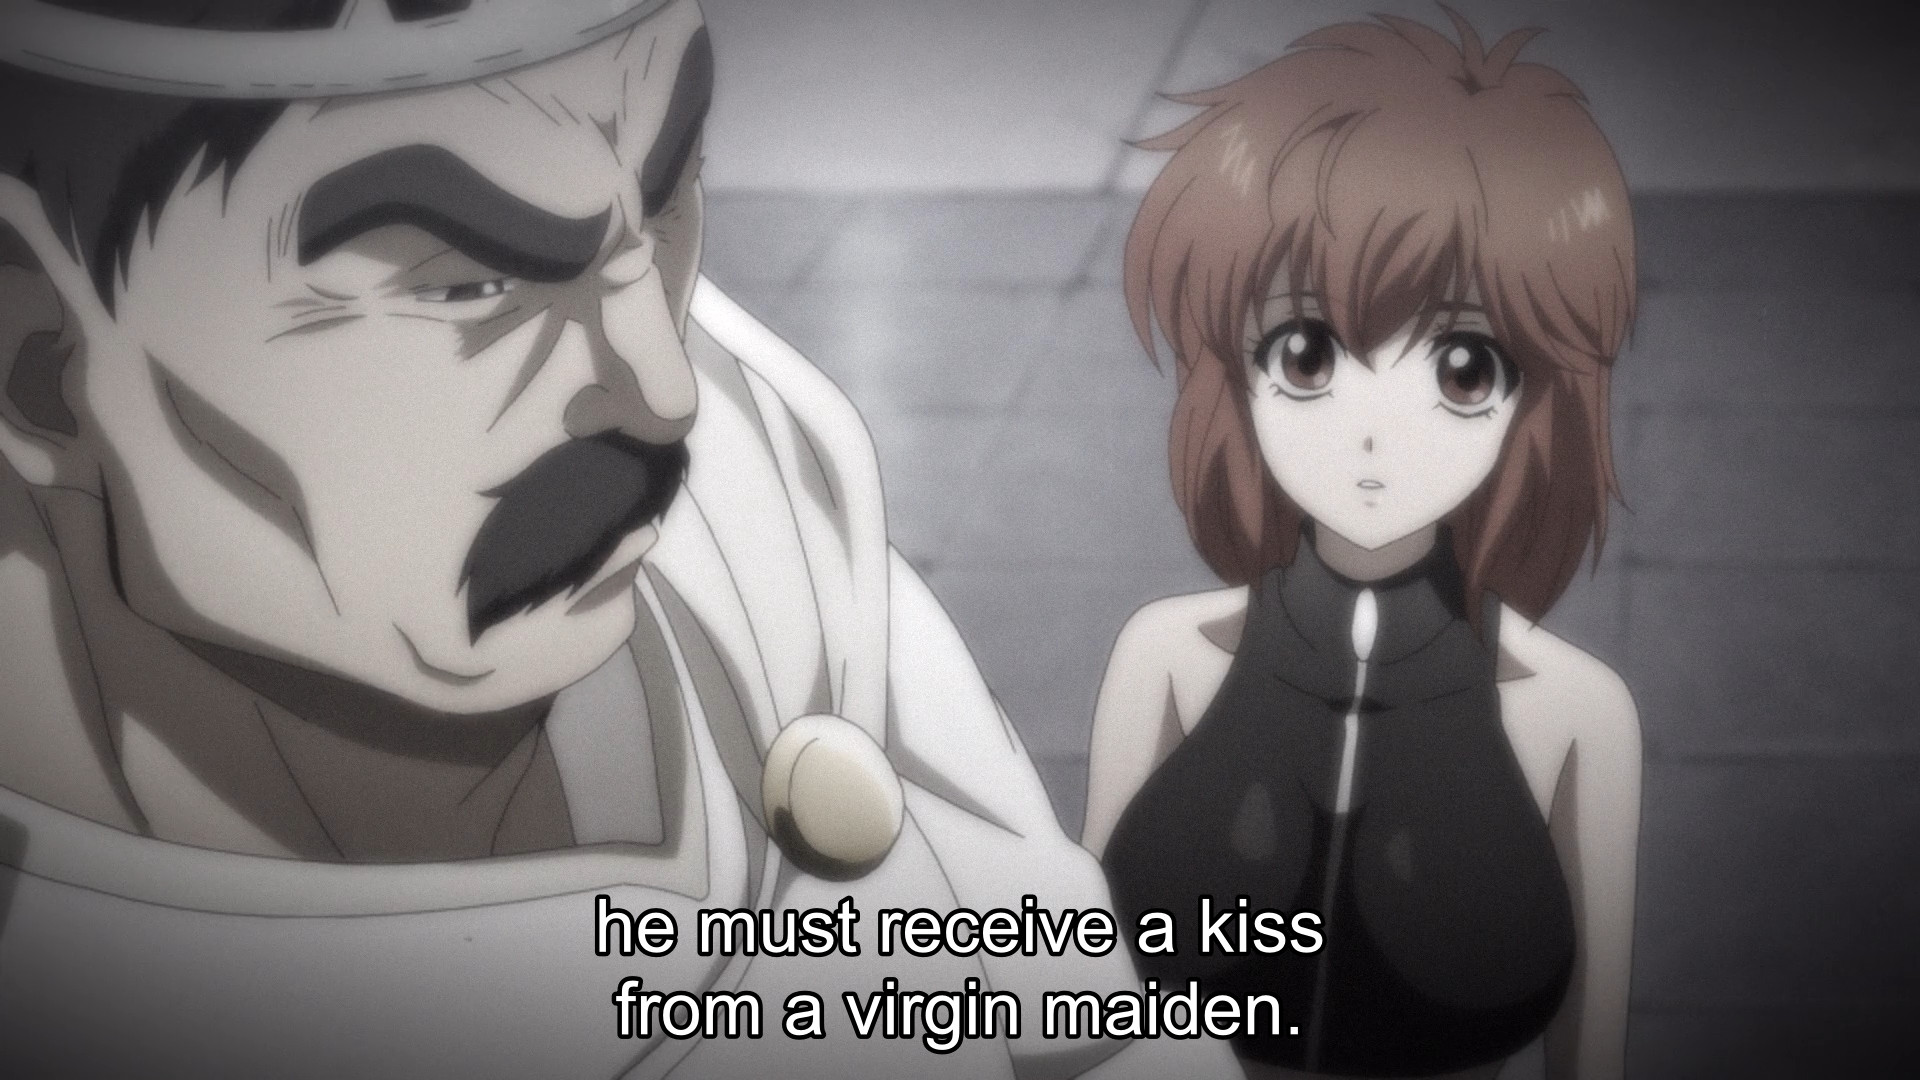 he must receive a kiss
from a virgin maiden.